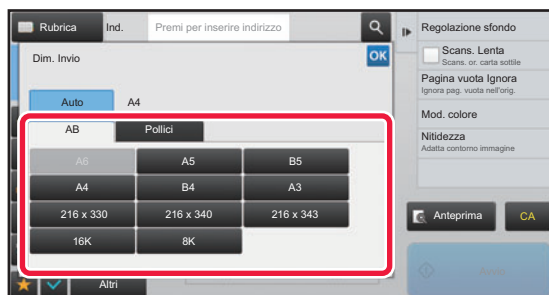 Rubrica
Ind.
Premi per inserire indirizzo
Dim. Invio
OK
Auto
A4
AB
Pollici
A6
A5
B5
A4
B4
A3
216 x 330
216 x 340
216 x 343
16K
8K
Altri
Regolazione sfondo
Scans. Lenta
Scans. or. carta sottile
Pagina vuota Ignora
Ignora pag. vuota nell'orig.
Mod. colore
Nitidezza
Adatta contorno immagine
Anteprima
CA
Avvio